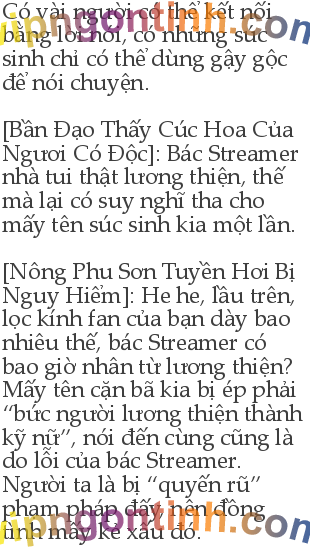 Có vài người có thể kết nối
bằng lời nói, có những súc
sinh chỉ có thể dùng gậy gộc
để nói chuyện.
[Bần Đạo Thấy Cúc Hoa Của
Ngươi Có Độc]: Bác Streamer
nhà tui thật lương thiện, thế
mà lại có suy nghĩ tha cho
mấy tên súc sinh kia một lần.
[Nông Phu Sơn Tuyền Hơi Bị
Nguy Hiểm]: He he, lầu trên,
lọc kính fan của bạn dày bao
nhiêu thế, bác Streamer có
bao giờ nhân từ lương thiện?
Mấy tên cặn bã kia bị ép phải
“bức người lương thiện thành
kỹ nữ”, nói đến cùng cũng là
do lỗi của bác Streamer.
Người ta là bị “quyến rũ”
phạm pháp đấy, nên đồng
tình mấy kẻ xấu đó.
vipngontinh.com
vipngontinh.com